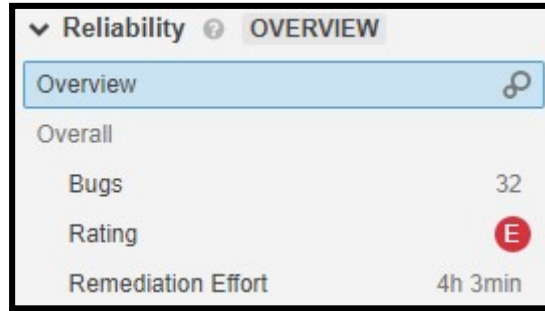 Reliability ? OVERVIEW
Overview
Overall
Bugs 32
Rating E
Remediation Effort 4h 3min